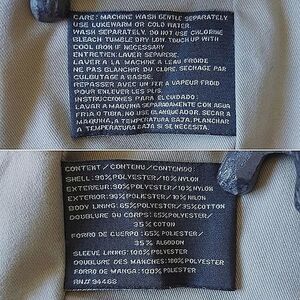 CARE: MACHINE WASH GENTLE SEPARATELY
USE LUKEWARM OR COLD WATER.
WASH SEPARATELY. DO NOT USE CHLORINE
BLEACH TUMBLE DRY LOW. TOUCH UP WITH
COOL IRON IF NECESSARY
ENTRETIEN: LAVER SEPAREE.
LAVER A LA MACHINE A L'EAU FROIDE
NE PAS BLANCHIR DU CLORE. SECHAGE PAR
CULBUTAGE A BASSE.
REPASSER AVEC UN FER A VAPEUR FROID
POUR ENLEVER LES PLIS.
INSTRUCCIONES PARA EL CUIDADO:
LAVAR A MAQUINA SEPARADAMENTE CON AGUA
FRIA O TUBIA. NO USE BLANQUEADOR. SECAR A
MAQUINA, A TEMPERATURA BAJA. PLANCHAR
A TEMPERATURA BAJA SI SE NECESITA.
CONTENT / CONTENU / CONTENIDO:
SHELL: 90% POLYESTER / 10% NYLON
EXTERIEUR: 90% POLYESTER / 10% NYLON
EXTERIOR: 90% POLIESTER / 10% NILON
BODY LINING: 65% POLYESTER / 35% COTTON
DOUBLURE DU CORPS: 65% POLYESTER /
35% COTON
FORRO DE CUERPO: 65% POLIESTER /
35% ALGODON
SLEEVE LINING: 100% POLYESTER
DOUBLURE DES MANCHES: 100% POLYESTER
FORRO DE MANGA: 100% POLIESTER
RN# 94468